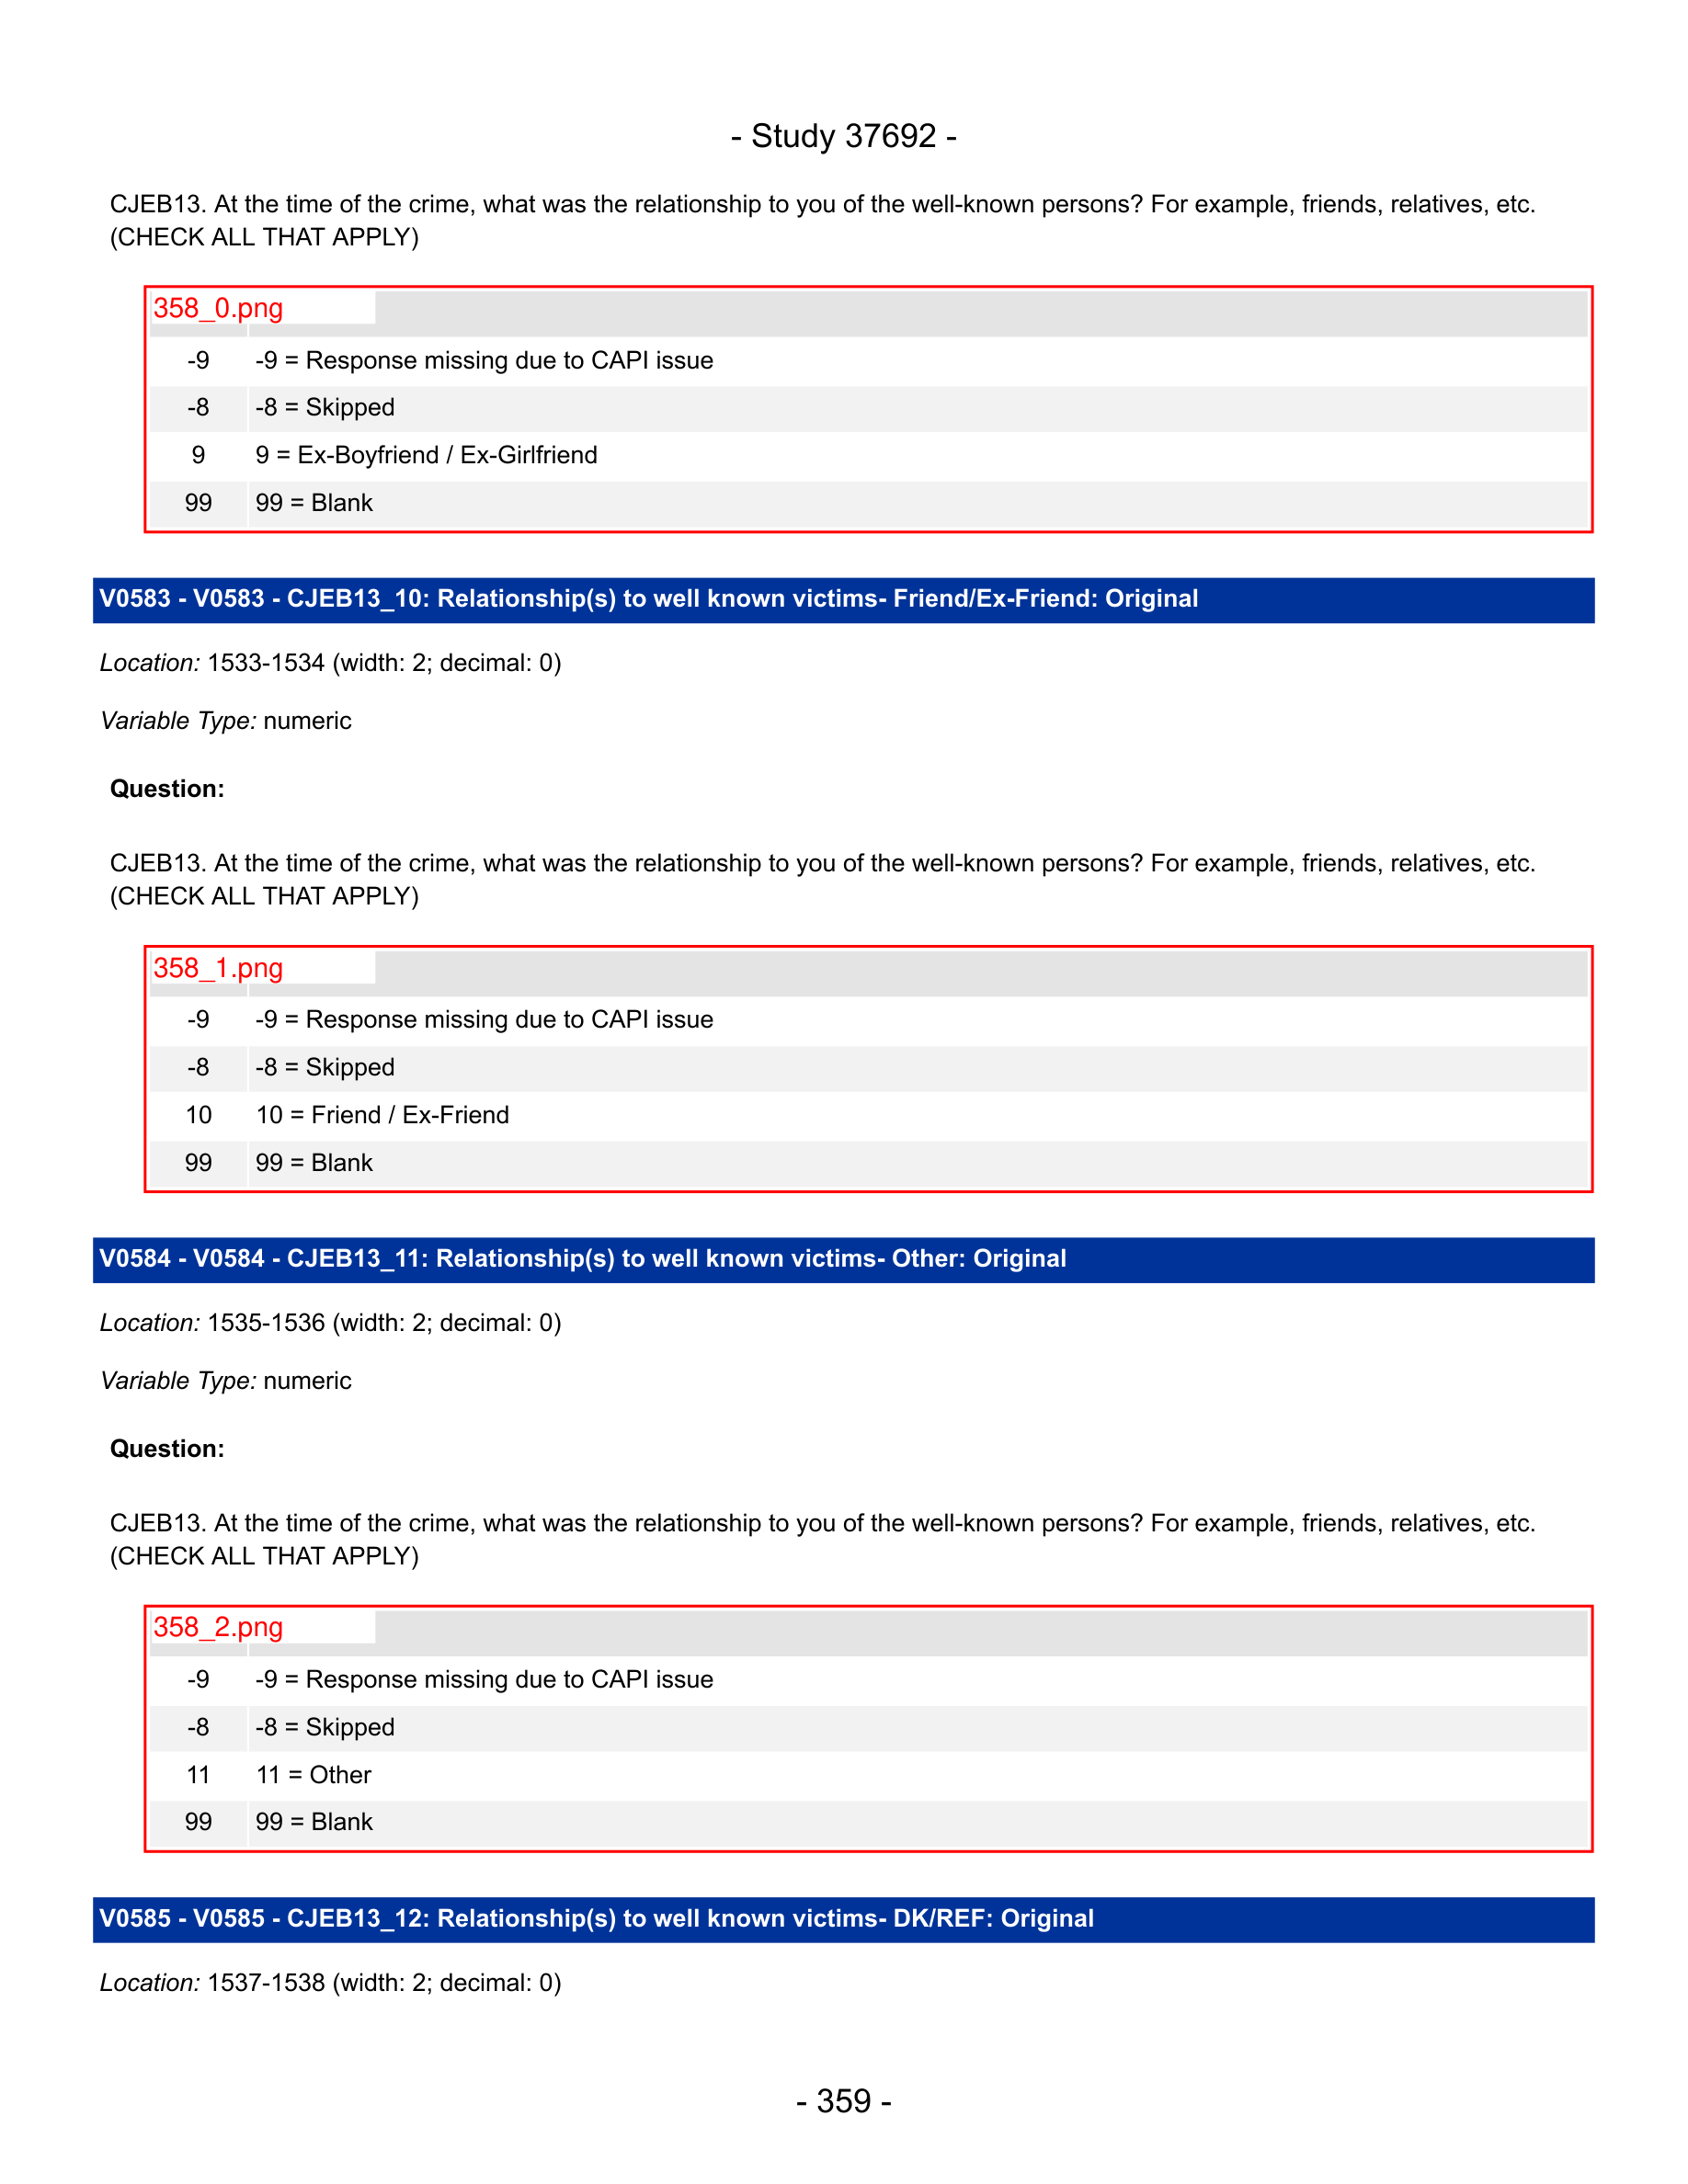 - Study 37692 -
CJEB13. At the time of the crime, what was the relationship to you of the well-known persons? For example, friends, relatives, etc.
(CHECK ALL THAT APPLY)
358_0.png
-9 -9 = Response missing due to CAPI issue
-8 -8 = Skipped
9 9 = Ex-Boyfriend / Ex-Girlfriend
99 99 = Blank
V0583 - V0583 - CJEB13_10: Relationship(s) to well known victims- Friend/Ex-Friend: Original
Location: 1533-1534 (width: 2; decimal: 0)
Variable Type: numeric
Question:
CJEB13. At the time of the crime, what was the relationship to you of the well-known persons? For example, friends, relatives, etc.
(CHECK ALL THAT APPLY)
358_1.png
-9 -9 = Response missing due to CAPI issue
-8 -8 = Skipped
10 10 = Friend / Ex-Friend
99 99 = Blank
V0584 - V0584 - CJEB13_11: Relationship(s) to well known victims- Other: Original
Location: 1535-1536 (width: 2; decimal: 0)
Variable Type: numeric
Question:
CJEB13. At the time of the crime, what was the relationship to you of the well-known persons? For example, friends, relatives, etc.
(CHECK ALL THAT APPLY)
358_2.png
-9 -9 = Response missing due to CAPI issue
-8 -8 = Skipped
11 11 = Other
99 99 = Blank
V0585 - V0585 - CJEB13_12: Relationship(s) to well known victims- DK/REF: Original
Location: 1537-1538 (width: 2; decimal: 0)
- 359 -